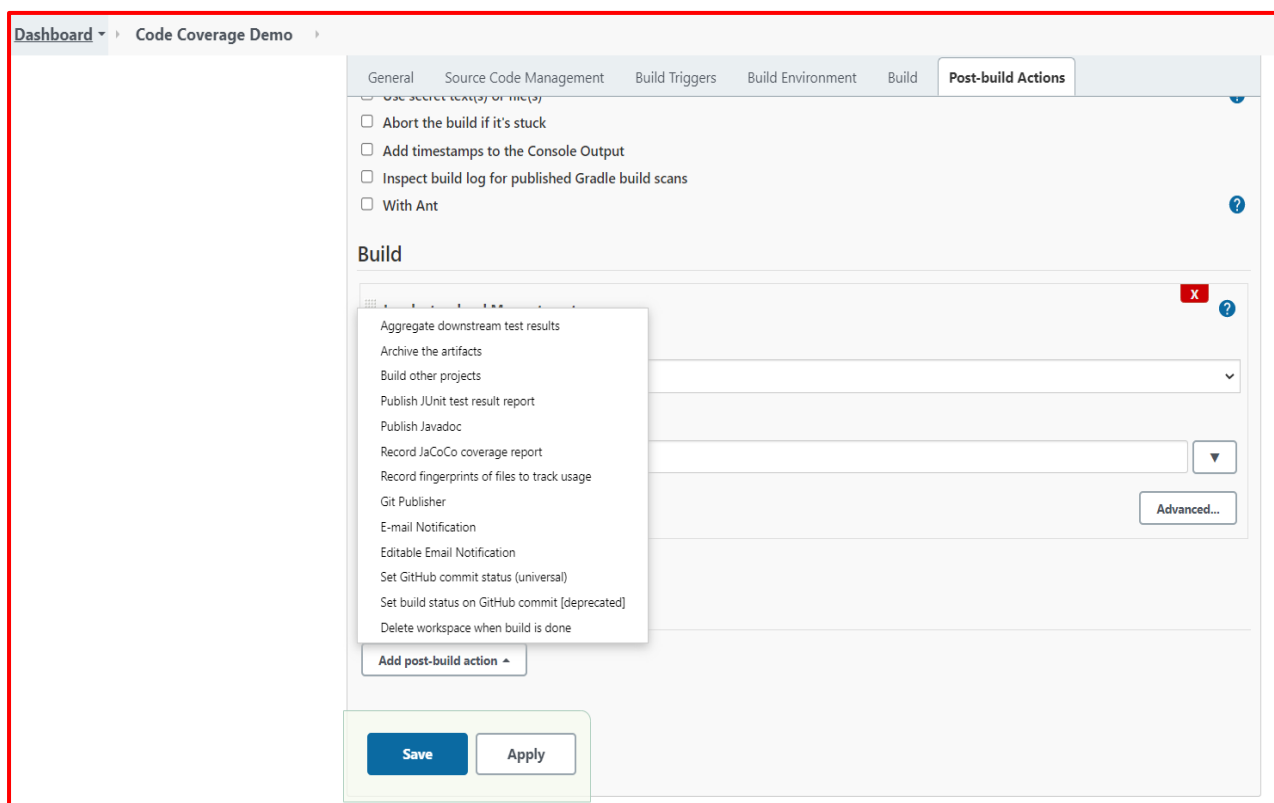 Dashboard Code Coverage Demo
General Source Code Management Build Triggers Build Environment Build Post-build Actions
Use secret text(s) or file(s)
Abort the build if it's stuck
Add timestamps to the Console Output
Inspect build log for published Gradle build scans
With Ant
Build
X
Aggregate downstream test results
Archive the artifacts
Build other projects
Publish JUnit test result report
Publish Javadoc
Record JaCoCo coverage report
Record fingerprints of files to track usage
Git Publisher
E-mail Notification
Editable Email Notification
Set GitHub commit status (universal)
Set build status on GitHub commit [deprecated]
Delete workspace when build is done
Advanced...
Add post-build action
Save Apply